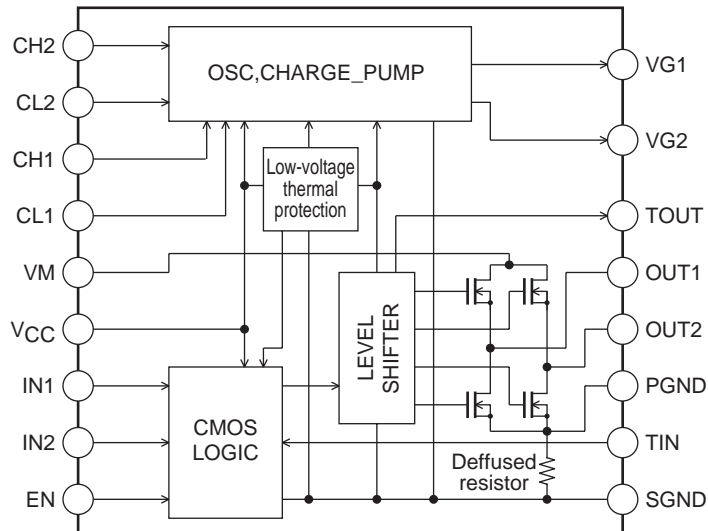 CH2
OSC,CHARGE_PUMP
VG1
CL2
VG2
CH1
Low-voltage
thermal
protection
CL1
TOUT
VM
OUT1
VCC
LEVEL
SHIFTER
OUT2
IN1
PGND
CMOS
LOGIC
IN2
TIN
Deffused
resistor
EN
SGND